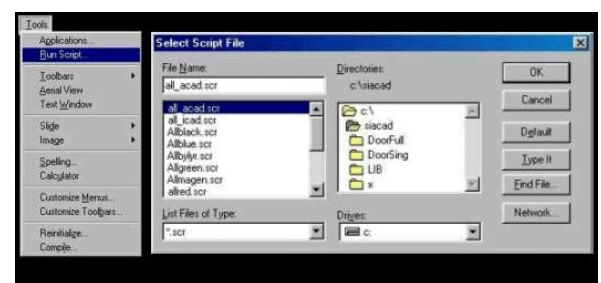 Tools
Applications...
Run Script...
Toolbars
Aerial View
Text Window
Slide
Image
Spelling...
Calculator
Customize Menus...
Customize Toolbars...
Reinitialize...
Compile...
Select Script File
File Name:
all_acad.scr
all_acad.scr
all_icad.scr
Allblack.scr
Allblue.scr
Allbylyr.scr
Allgreen.scr
Allmagen.scr
allred.scr
List Files of Type:
*.scr
Directories:
c:\siacad
c:\
siacad
DoorFull
DoorSing
LIB
x
Drives:
c:
OK
Cancel
Default
Type It
Find File...
Network...